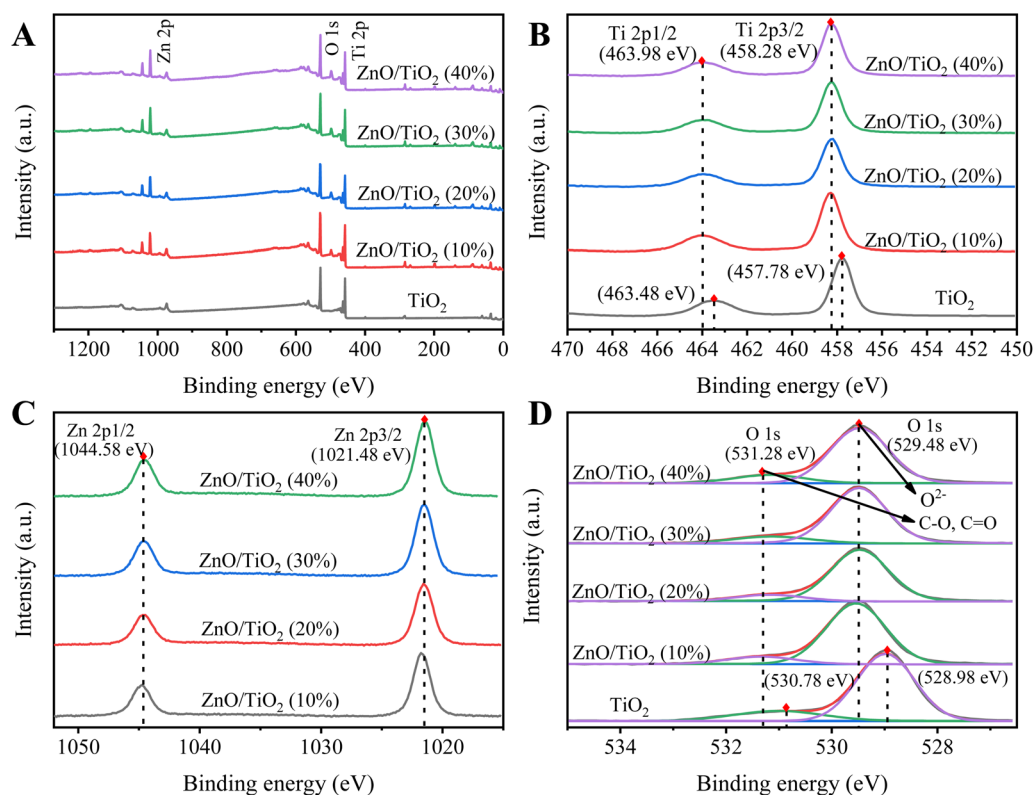 A
Zn 2p
O 1s
Ti 2p
ZnO/TiO₂ (40%)
ZnO/TiO₂ (30%)
ZnO/TiO₂ (20%)
ZnO/TiO₂ (10%)
TiO₂
Intensity (a.u.)
1200 1000 800 600 400 200 0
Binding energy (eV)
B
Ti 2p1/2
(463.98 eV)
Ti 2p3/2
(458.28 eV)
ZnO/TiO₂ (40%)
ZnO/TiO₂ (30%)
ZnO/TiO₂ (20%)
ZnO/TiO₂ (10%)
(463.48 eV)
(457.78 eV)
TiO₂
Intensity (a.u.)
470 468 466 464 462 460 458 456 454 452 450
Binding energy (eV)
C
Zn 2p1/2
(1044.58 eV)
Zn 2p3/2
(1021.48 eV)
ZnO/TiO₂ (40%)
ZnO/TiO₂ (30%)
ZnO/TiO₂ (20%)
ZnO/TiO₂ (10%)
Intensity (a.u.)
1050 1040 1030 1020
Binding energy (eV)
D
O 1s
(531.28 eV)
O 1s
(529.48 eV)
ZnO/TiO₂ (40%)
O²⁻
C-O, C=O
ZnO/TiO₂ (30%)
ZnO/TiO₂ (20%)
ZnO/TiO₂ (10%)
(530.78 eV)
(528.98 eV)
TiO₂
Intensity (a.u.)
534 532 530 528
Binding energy (eV)